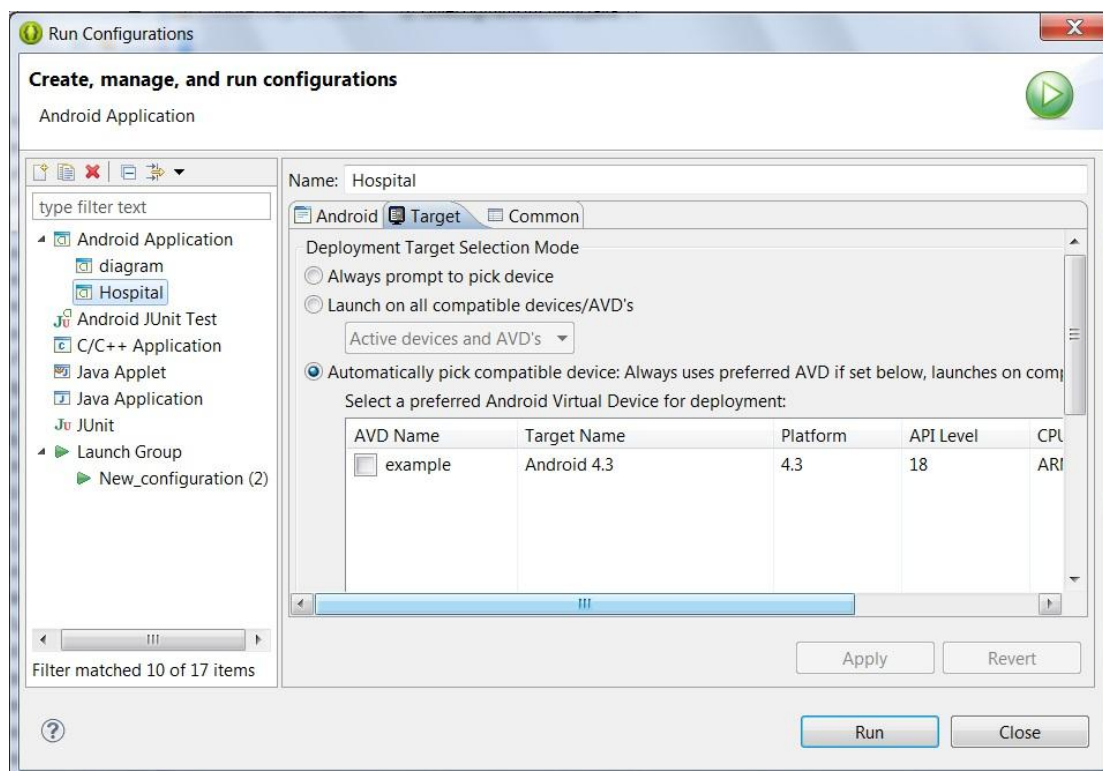 Run Configurations
Create, manage, and run configurations
Android Application
type filter text
Android Application
diagram
Hospital
Android JUnit Test
C/C++ Application
Java Applet
Java Application
JUnit
Launch Group
New_configuration (2)
Filter matched 10 of 17 items
Name: Hospital
Android Target Common
Deployment Target Selection Mode
Always prompt to pick device
Launch on all compatible devices/AVD's
Active devices and AVD's
Automatically pick compatible device: Always uses preferred AVD if set below, launches on
Select a preferred Android Virtual Device for deployment:
AVD Name Target Name Platform API Level
example Android 4.3 4.3 18
Apply Revert
Run Close